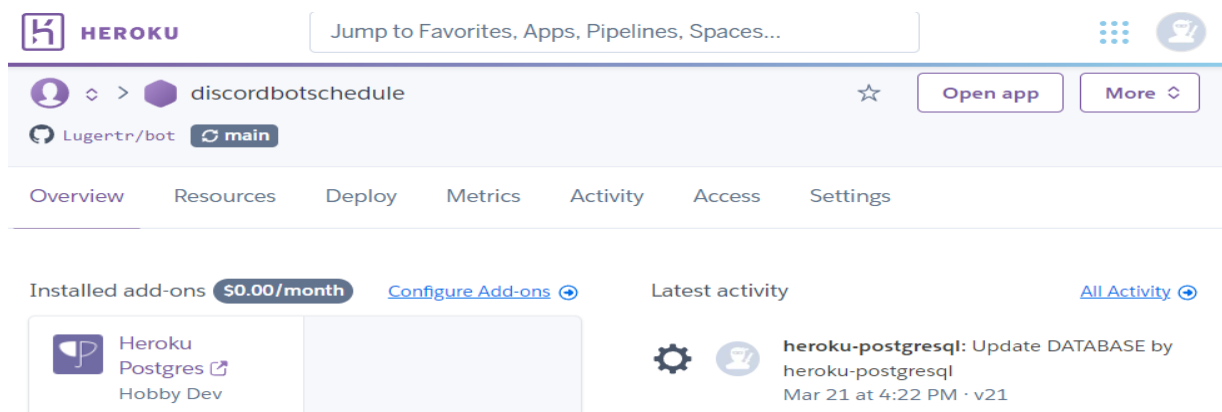 HEROKU
Jump to Favorites, Apps, Pipelines, Spaces...
discordbotschedule
Open app
More
Lugertr/bot
main
Overview Resources Deploy Metrics Activity Access Settings
Installed add-ons $0.00/month Configure Add-ons
Heroku
Postgres
Hobby Dev
Latest activity All Activity
heroku-postgresql: Update DATABASE by
heroku-postgresql
Mar 21 at 4:22 PM · v21